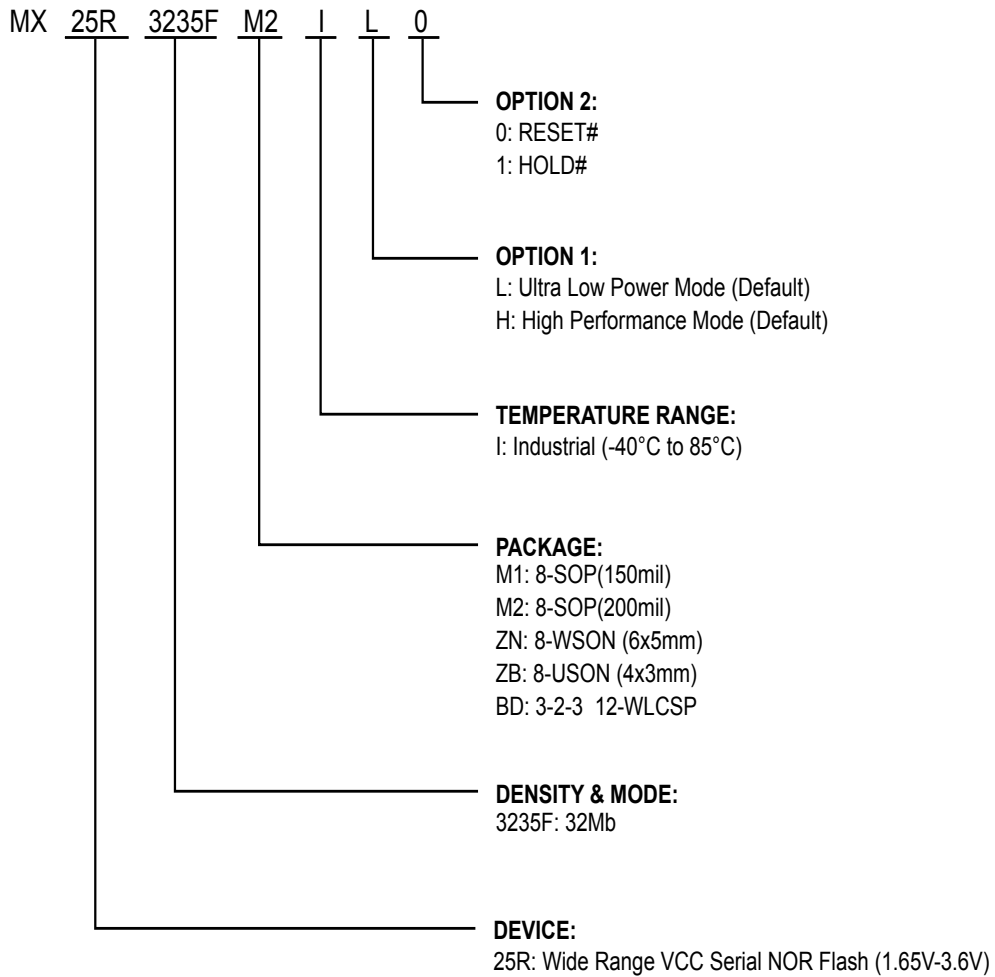 MX 25R 3235F M2 I L 0
OPTION 2:
0: RESET#
1: HOLD#
OPTION 1:
L: Ultra Low Power Mode (Default)
H: High Performance Mode (Default)
TEMPERATURE RANGE:
I: Industrial (-40°C to 85°C)
PACKAGE:
M1: 8-SOP(150mil)
M2: 8-SOP(200mil)
ZN: 8-WSON (6x5mm)
ZB: 8-USON (4x3mm)
BD: 3-2-3 12-WLCSP
DENSITY & MODE:
3235F: 32Mb
DEVICE:
25R: Wide Range VCC Serial NOR Flash (1.65V-3.6V)